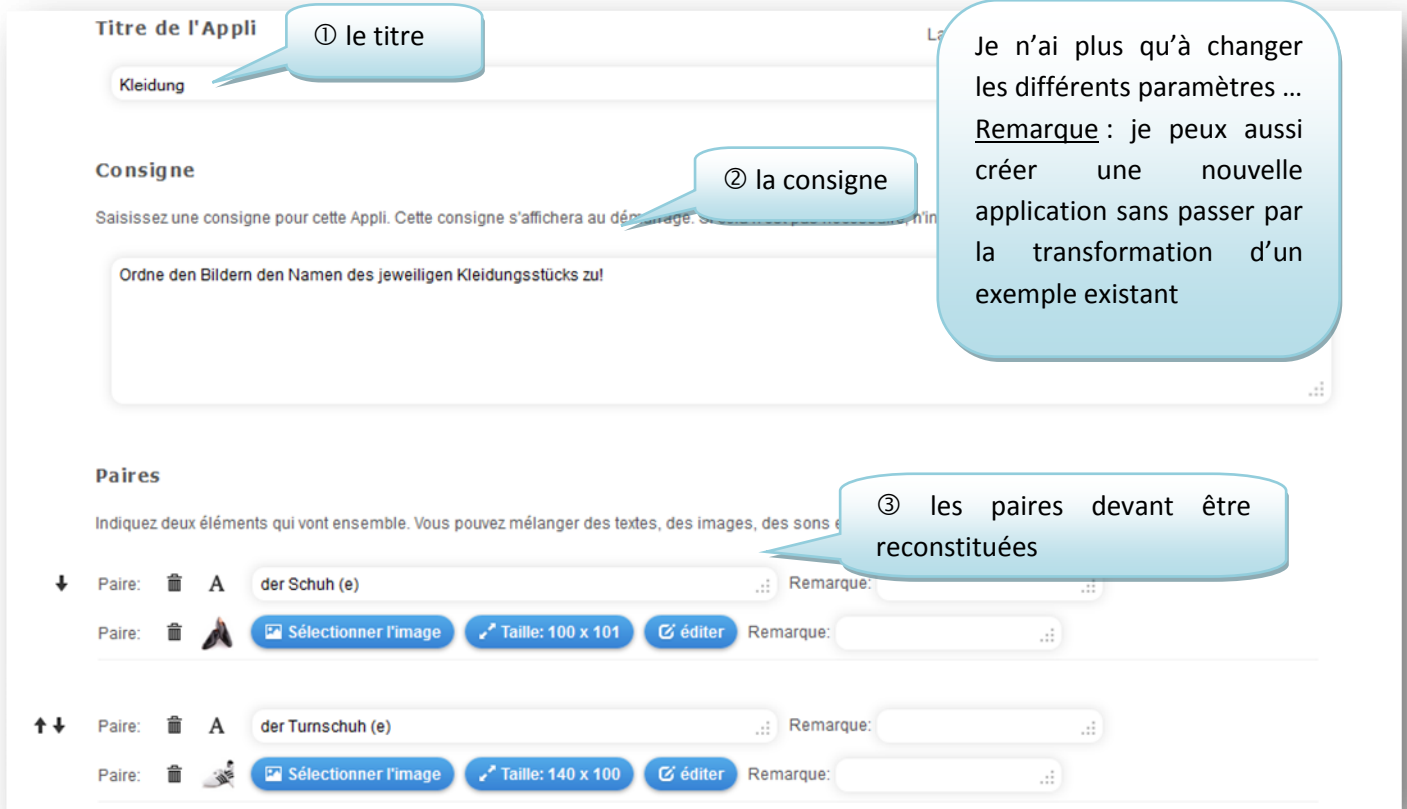 Titre de l'Appli
① le titre
La
Kleidung
Je n'ai plus qu'à changer
les différents paramètres …
Remarque : je peux aussi
créer une nouvelle
application sans passer par
la transformation d'un
exemple existant
Consigne
② la consigne
Saisissez une consigne pour cette Appli. Cette consigne s'affichera au démarrage.
Ordne den Bildern den Namen des jeweiligen Kleidungsstücks zu!
Paires
③ les paires devant être
reconstituées
Indiquez deux éléments qui vont ensemble. Vous pouvez mélanger des textes, des images, des sons
Paire: A der Schuh (e) Remarque:
Paire: Sélectionner l'image Taille: 100 x 101 éditer Remarque:
Paire: A der Turnschuh (e) Remarque:
Paire: Sélectionner l'image Taille: 140 x 100 éditer Remarque: